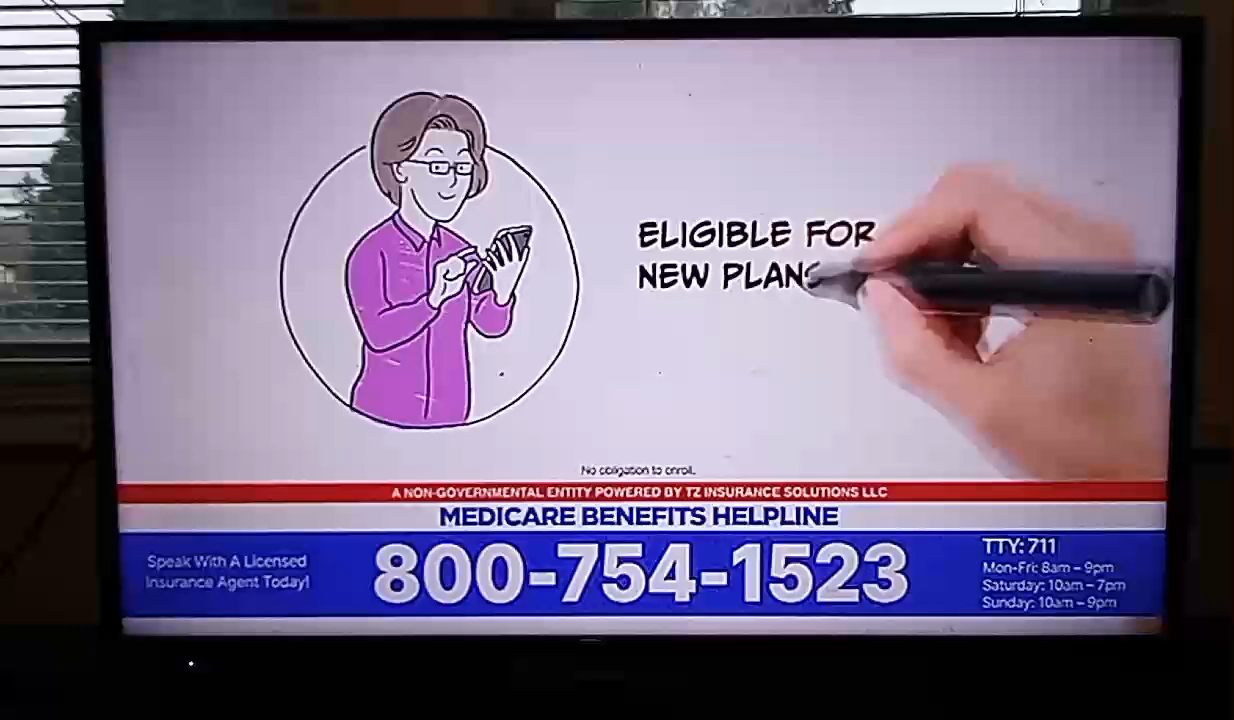 ELIGIBLE FOR
NEW PLANS
No obligation to enroll.
A NON-GOVERNMENTAL ENTITY POWERED BY TZ INSURANCE SOLUTIONS LLC
MEDICARE BENEFITS HELPLINE
Speak With A Licensed
Insurance Agent Today!
800-754-1523
TTY: 711
Mon-Fri: 8am – 9pm
Saturday: 10am – 7pm
Sunday: 10am – 9pm